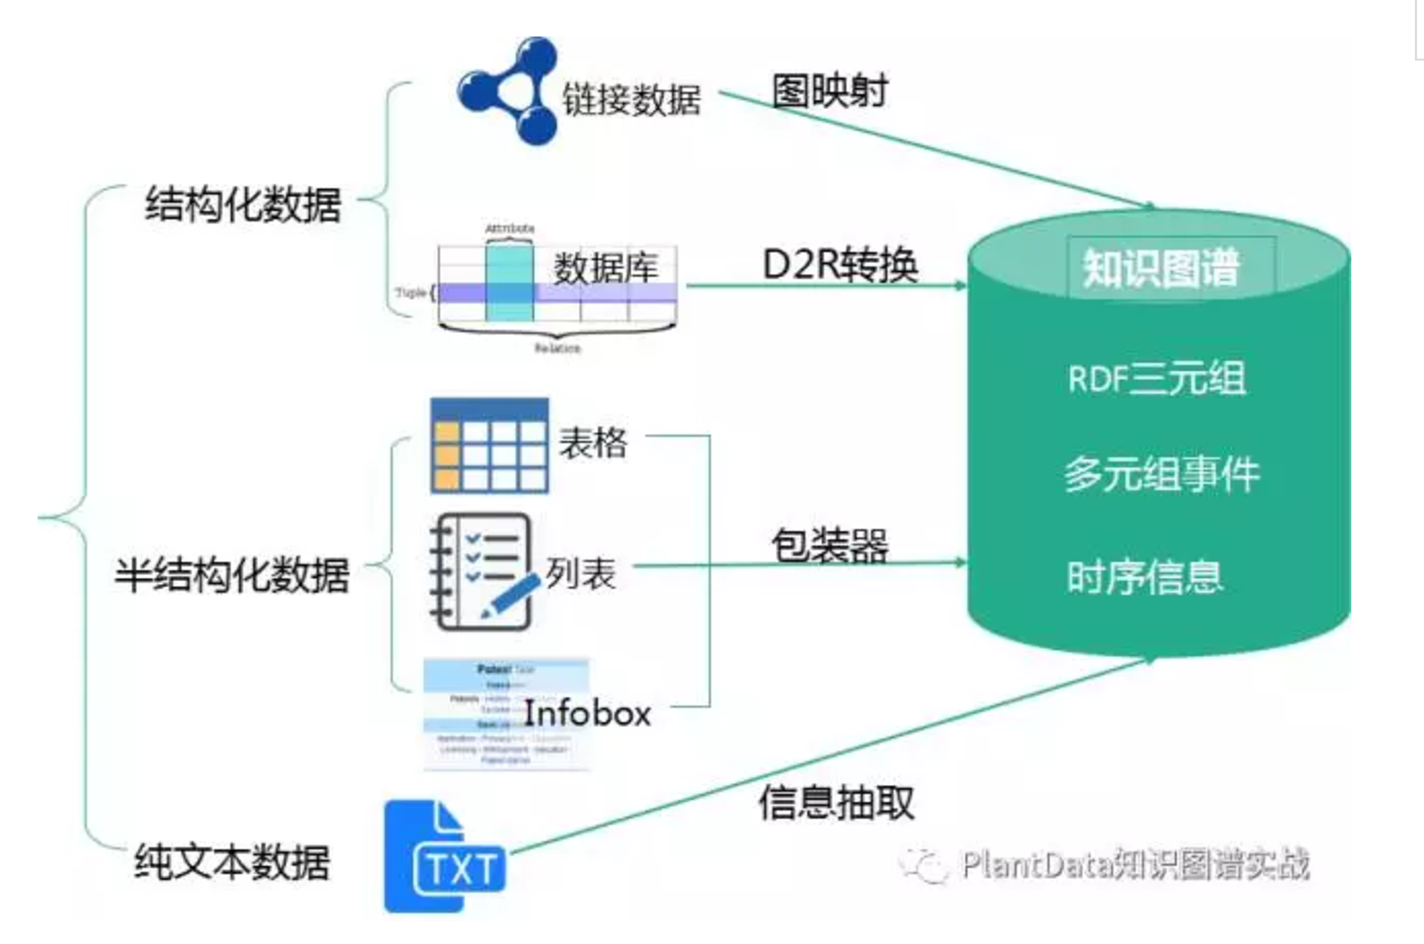 链接数据
图映射
结构化数据
Attribute
数据库
Tuple
Relation
D2R转换
知识图谱
RDF三元组
多元组事件
时序信息
表格
列表
包装器
半结构化数据
Infobox
信息抽取
纯文本数据
TXT
PlantData知识图谱实战